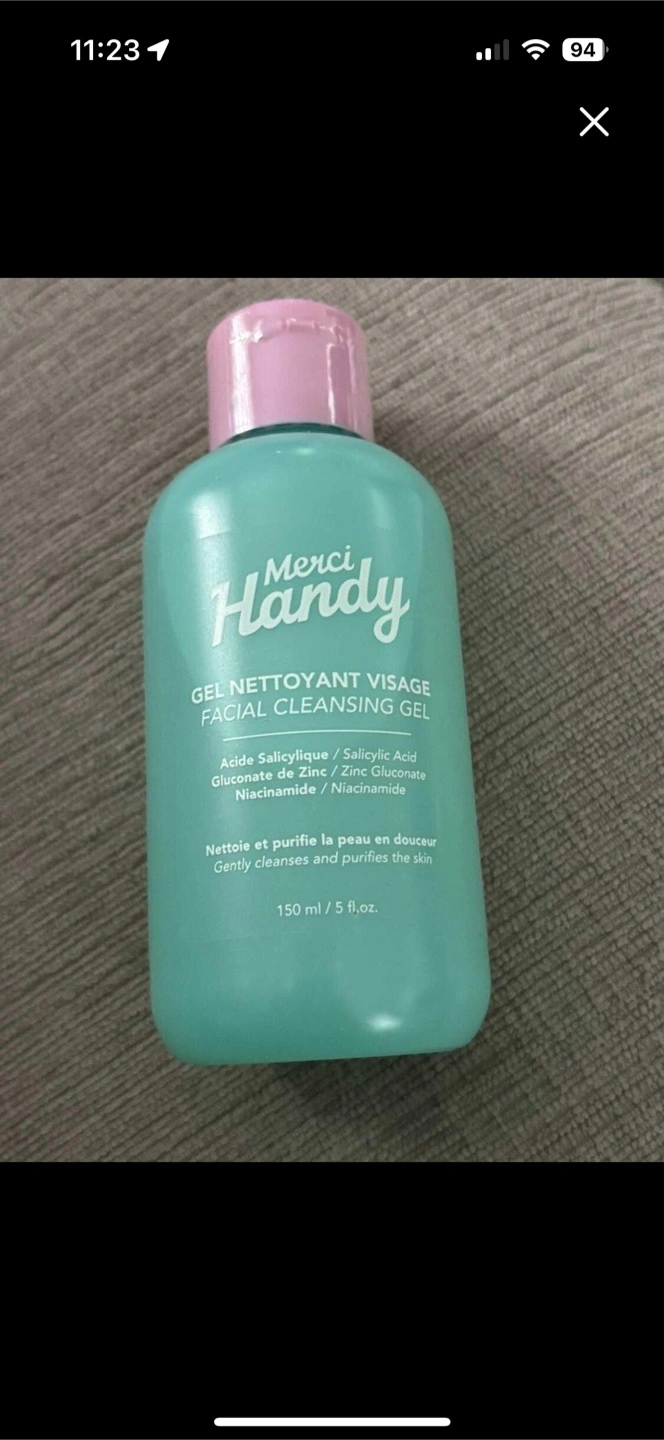 11:23
94
Merci
Handy
GEL NETTOYANT VISAGE
FACIAL CLEANSING GEL
Acide Salicylique / Salicylic Acid
Gluconate de Zinc / Zinc Gluconate
Niacinamide / Niacinamide
Nettoie et purifie la peau en douceur
Gently cleanses and purifies the skin
150 ml / 5 fl.oz.